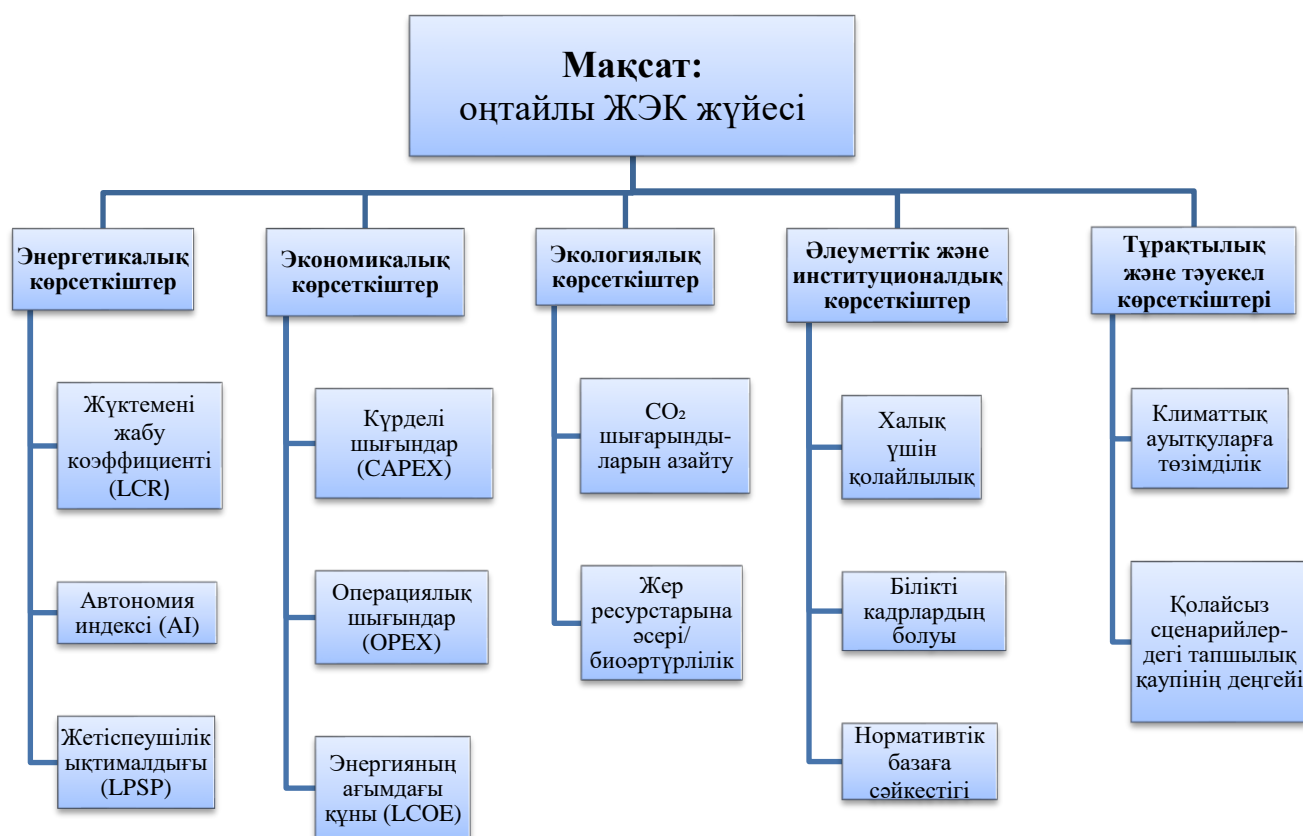 Мақсат:
оңтайлы ЖЭК жүйесі
Энергетикалық
көрсеткіштер
Жүктемені
жабу
коэффициенті
(LCR)
Автономия
индексі (AI)
Жетіспеушілік
ықтималдығы
(LPSP)
Экономикалық
көрсеткіштер
Күрделі
шығындар
(CAPEX)
Операциялық
шығындар
(OPEX)
Энергияның
ағымдағы
құны (LCOE)
Экологиялық
көрсеткіштер
CO₂
шығарынды-
ларын азайту
Жер
ресурстарына
әсері/
биоәртүрлілік
Әлеуметтік және
институционалдық
көрсеткіштер
Халық
үшін
қолайлылық
Білікті
кадрлардың
болуы
Нормативтік
базаға
сәйкестігі
Тұрақтылық
және тәуекел
көрсеткіштері
Климаттық
ауытқуларға
төзімділік
Қолайсыз
сценарийлер-
дегі тапшылық
қаупінің деңгейі